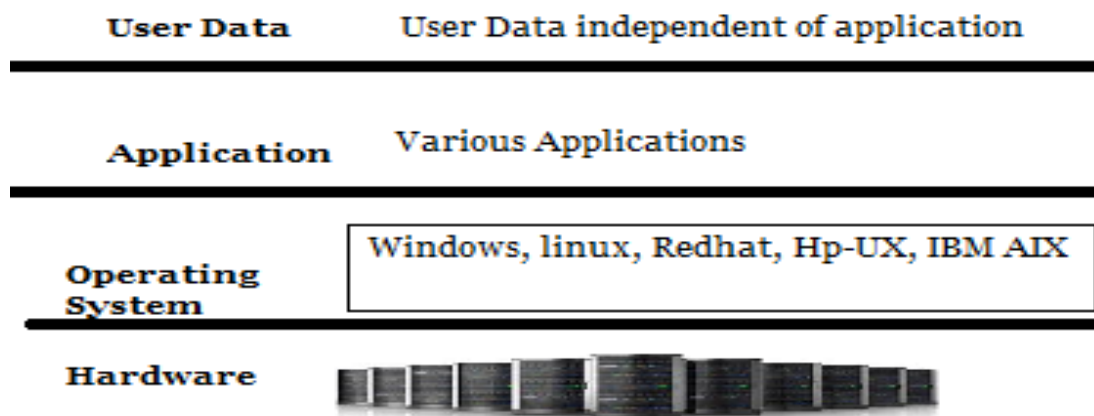 User Data User Data independent of application
Application Various Applications
Windows, linux, Redhat, Hp-UX, IBM AIX
Operating
System
Hardware